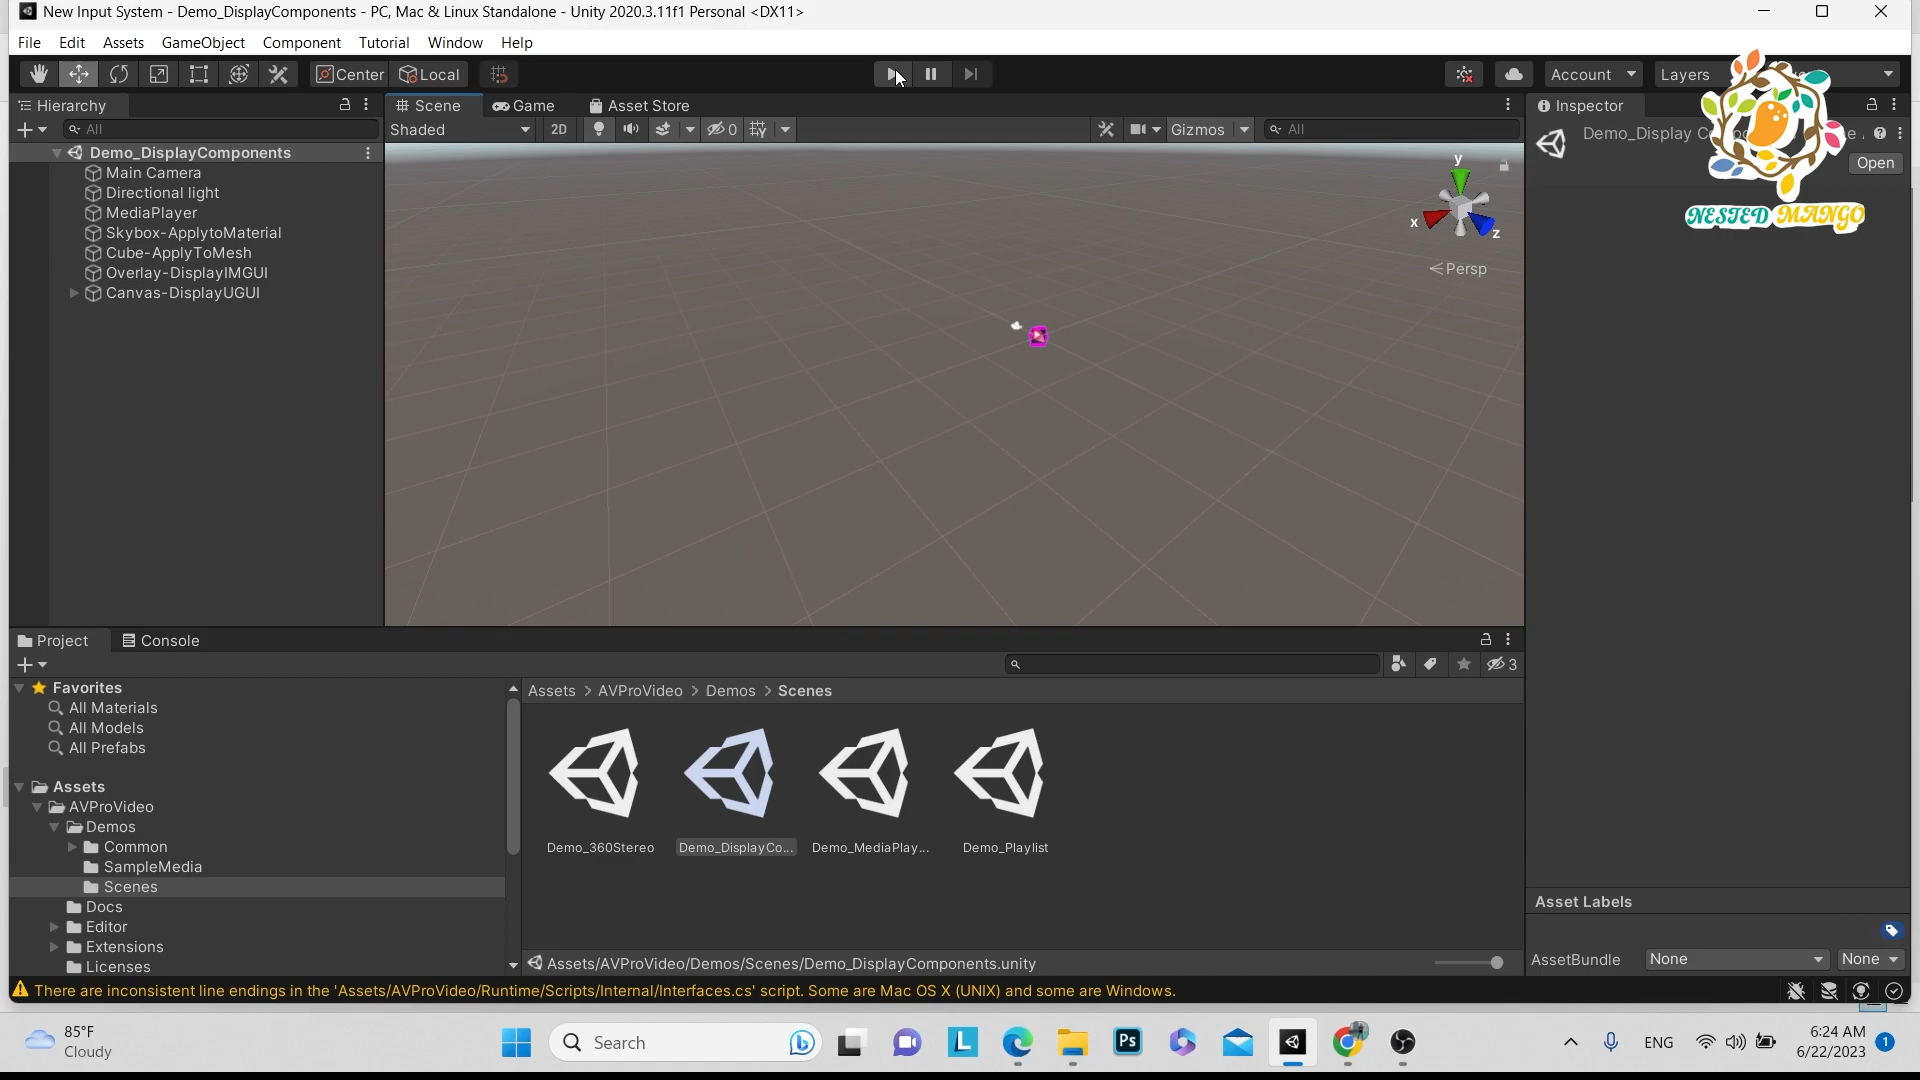 New Input System - Demo_DisplayComponents - PC, Mac & Linux Standalone - Unity 2020.3.11f1 Personal <DX11>
File Edit Assets GameObject Component Tutorial Window Help
Center Local Account Layers
Hierarchy Scene Game Asset Store Inspector
All Shaded 2D 0 Gizmos All
Demo_Display
Open
NESTED MANGO
Demo_DisplayComponents
Main Camera
Directional light
MediaPlayer
Skybox-ApplytoMaterial
Cube-ApplyToMesh
Overlay-DisplayIMGUI
Canvas-DisplayUGUI
y
x
z
Persp
Project Console
3
Favorites
All Materials
All Models
All Prefabs
Assets
AVProVideo
Demos
Common
SampleMedia
Scenes
Docs
Editor
Extensions
Licenses
Assets > AVProVideo > Demos > Scenes
Demo_360Stereo Demo_DisplayCo... Demo_MediaPlay... Demo_Playlist
Assets/AVProVideo/Demos/Scenes/Demo_DisplayComponents.unity
Asset Labels
AssetBundle None None
There are inconsistent line endings in the 'Assets/AVProVideo/Runtime/Scripts/Internal/Interfaces.cs' script. Some are Mac OS X (UNIX) and some are Windows.
85°F
Cloudy
Search
L
Ps
ENG
6:24 AM
6/22/2023
1